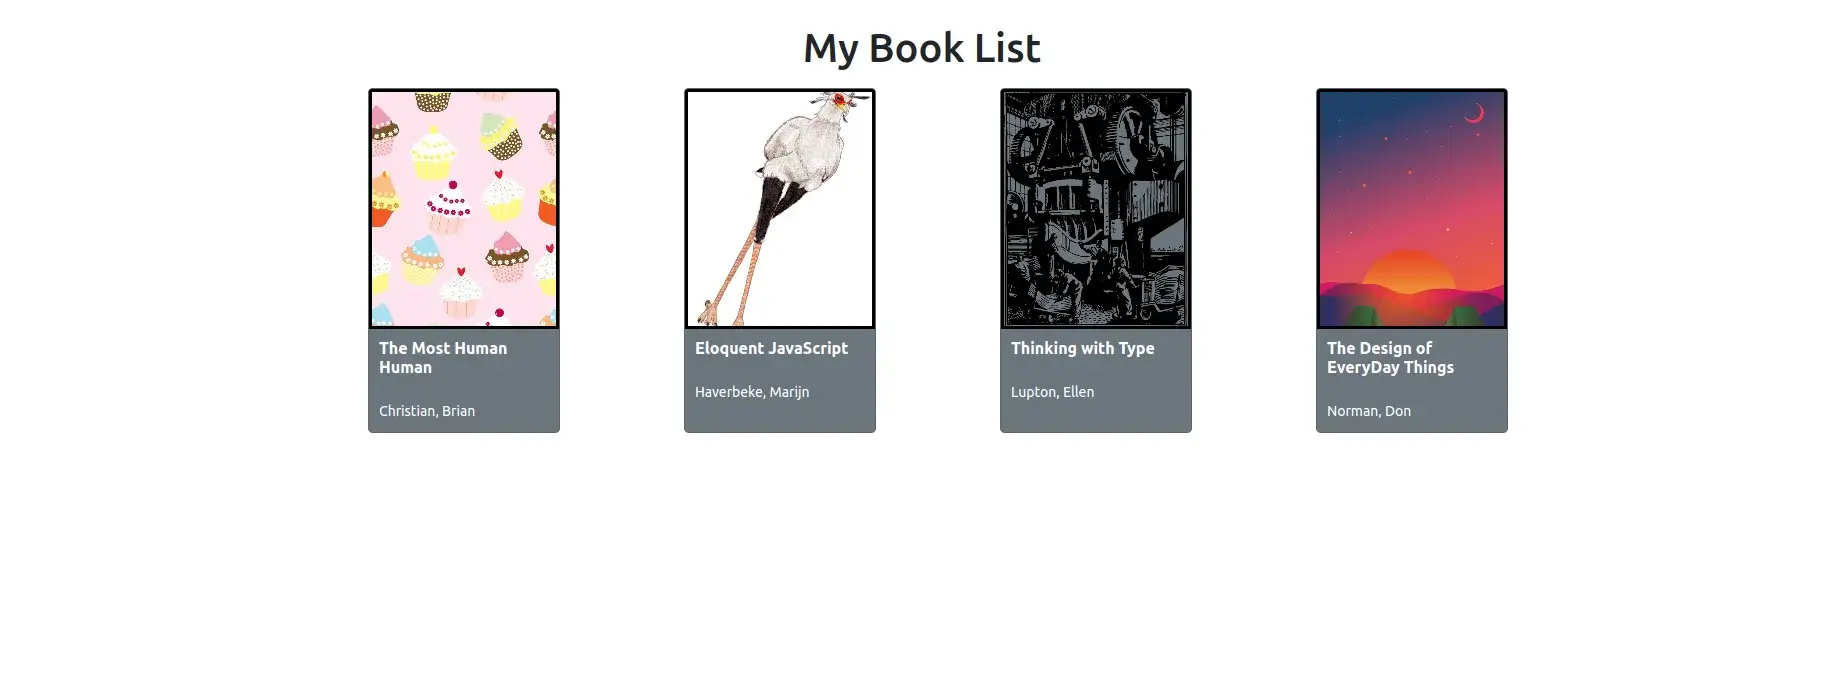 My Book List
The Most Human
Human
Christian, Brian
Eloquent JavaScript
Haverbeke, Marijn
Thinking with Type
Lupton, Ellen
The Design of
EveryDay Things
Norman, Don